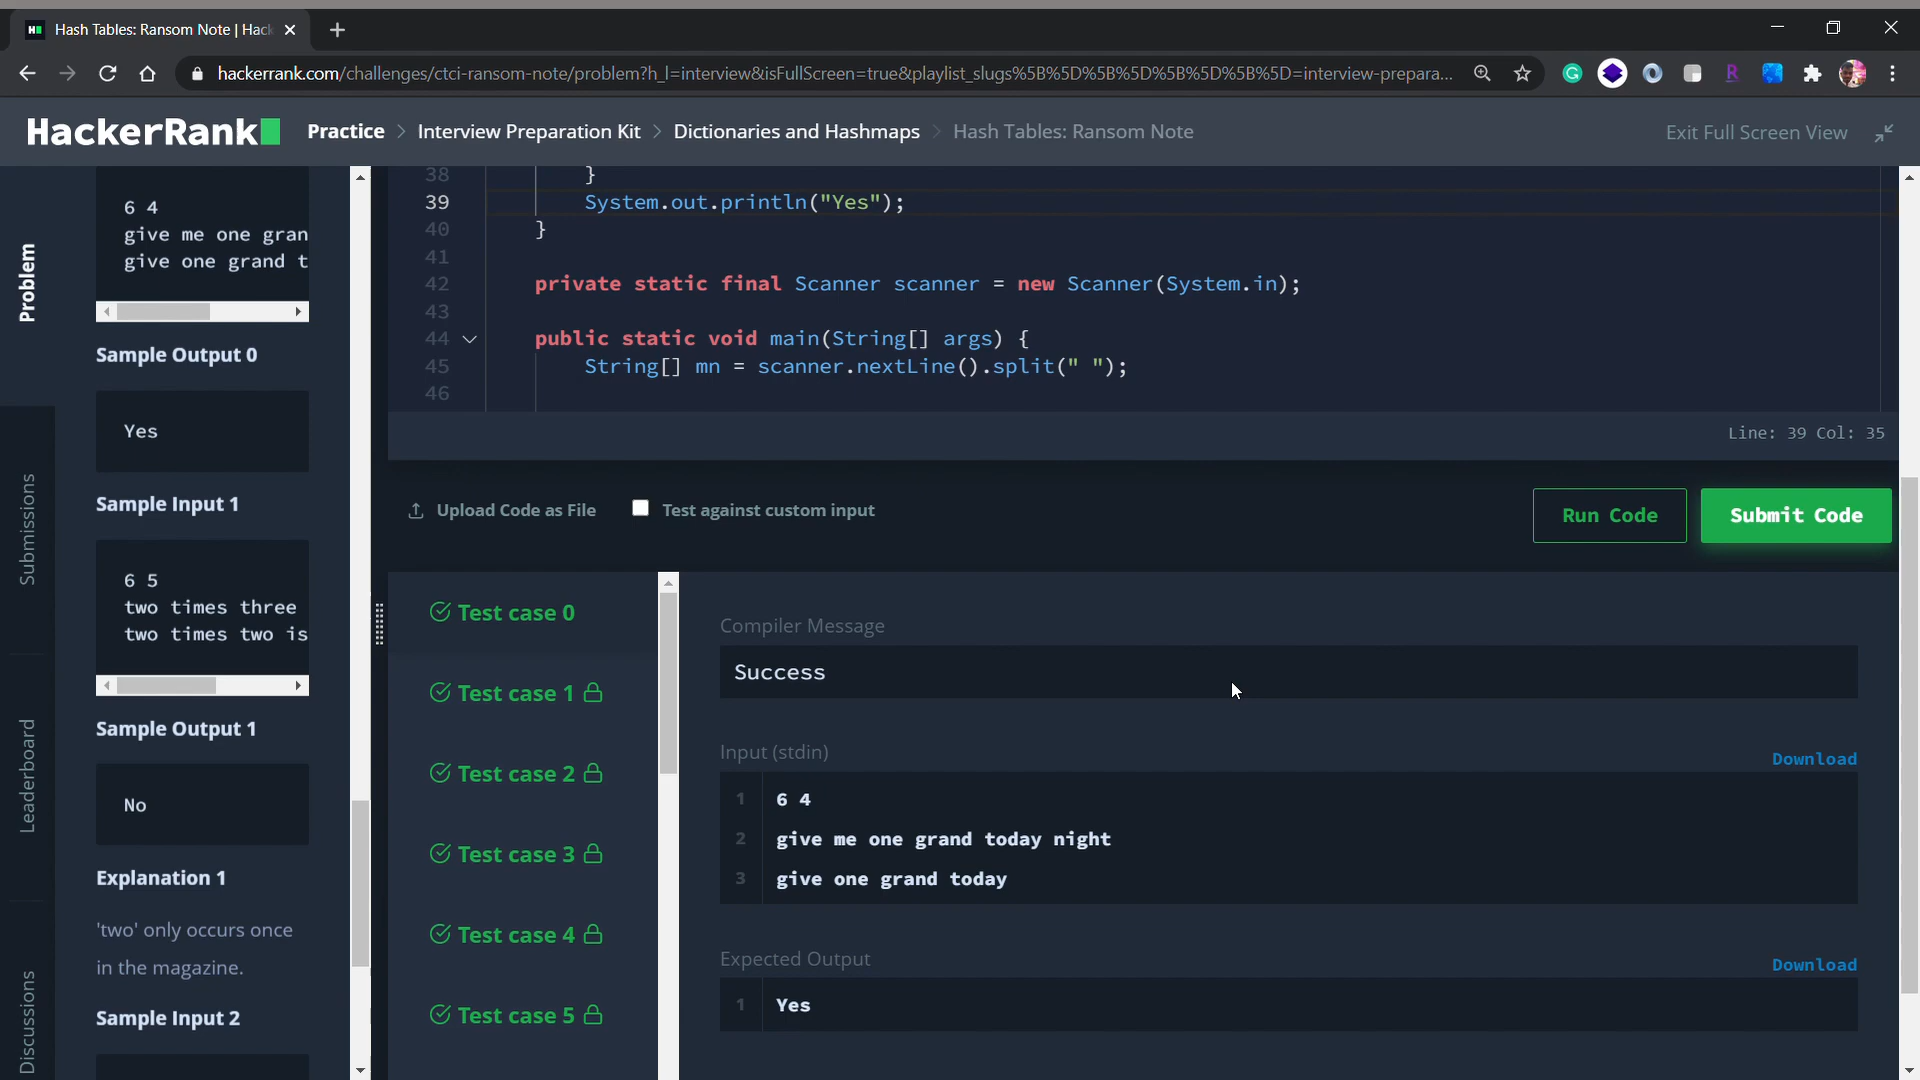 Hash Tables: Ransom Note | Hack
hackerrank.com/challenges/ctci-ransom-note/problem?h_l=interview&isFullScreen=true&playlist_slugs%5B%5D%5B%5D%5B%5D%5B%5D=interview-prepara...
HackerRank
Practice > Interview Preparation Kit > Dictionaries and Hashmaps > Hash Tables: Ransom Note
Exit Full Screen View
Problem
Submissions
Leaderboard
Discussions
6 4
give me one gran
give one grand t
Sample Output 0
Yes
Sample Input 1
6 5
two times three
two times two is
Sample Output 1
No
Explanation 1
'two' only occurs once
in the magazine.
Sample Input 2
38 }
39 System.out.println("Yes");
40 }
41
42 private static final Scanner scanner = new Scanner(System.in);
43
44 public static void main(String[] args) {
45 String[] mn = scanner.nextLine().split(" ");
46
Line: 39 Col: 35
Upload Code as File
Test against custom input
Run Code
Submit Code
Test case 0
Test case 1
Test case 2
Test case 3
Test case 4
Test case 5
Compiler Message
Success
Input (stdin)
Download
1 6 4
2 give me one grand today night
3 give one grand today
Expected Output
Download
1 Yes